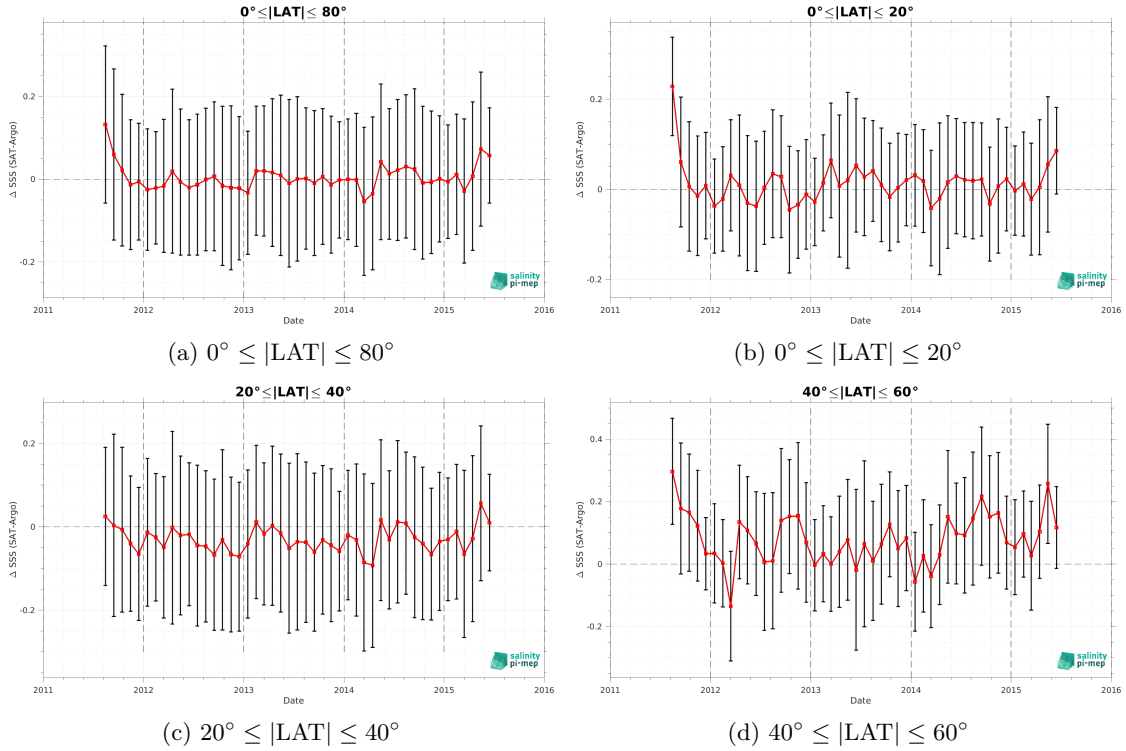 0°≤|LAT|≤ 80°
Δ SSS (SAT-Argo)
0.2
0
-0.2
2011 2012 2013 2014 2015 2016
Date
salinity
pi-mep
(a) 0° ≤ |LAT| ≤ 80°
0°≤|LAT|≤ 20°
Δ SSS (SAT-Argo)
0.2
0
-0.2
2011 2012 2013 2014 2015 2016
Date
salinity
pi-mep
(b) 0° ≤ |LAT| ≤ 20°
20°≤|LAT|≤ 40°
Δ SSS (SAT-Argo)
0.2
0
-0.2
2011 2012 2013 2014 2015 2016
Date
salinity
pi-mep
(c) 20° ≤ |LAT| ≤ 40°
40°≤|LAT|≤ 60°
Δ SSS (SAT-Argo)
0.4
0.2
0
-0.2
2011 2012 2013 2014 2015 2016
Date
salinity
pi-mep
(d) 40° ≤ |LAT| ≤ 60°